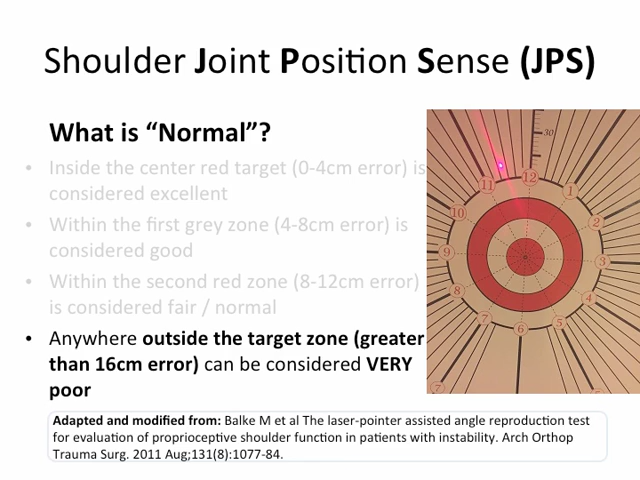 Shoulder Joint Position Sense (JPS)
What is “Normal”?
• Inside the center red target (0-4cm error) is
considered excellent
• Within the first grey zone (4-8cm error) is
considered good
• Within the second red zone (8-12cm error)
is considered fair / normal
• Anywhere outside the target zone (greater
than 16cm error) can be considered VERY
poor
30
12
11
1
10
2
9
3
8
4
7
5
6
Adapted and modified from: Balke M et al The laser-pointer assisted angle reproduction test
for evaluation of proprioceptive shoulder function in patients with instability. Arch Orthop
Trauma Surg. 2011 Aug;131(8):1077-84.